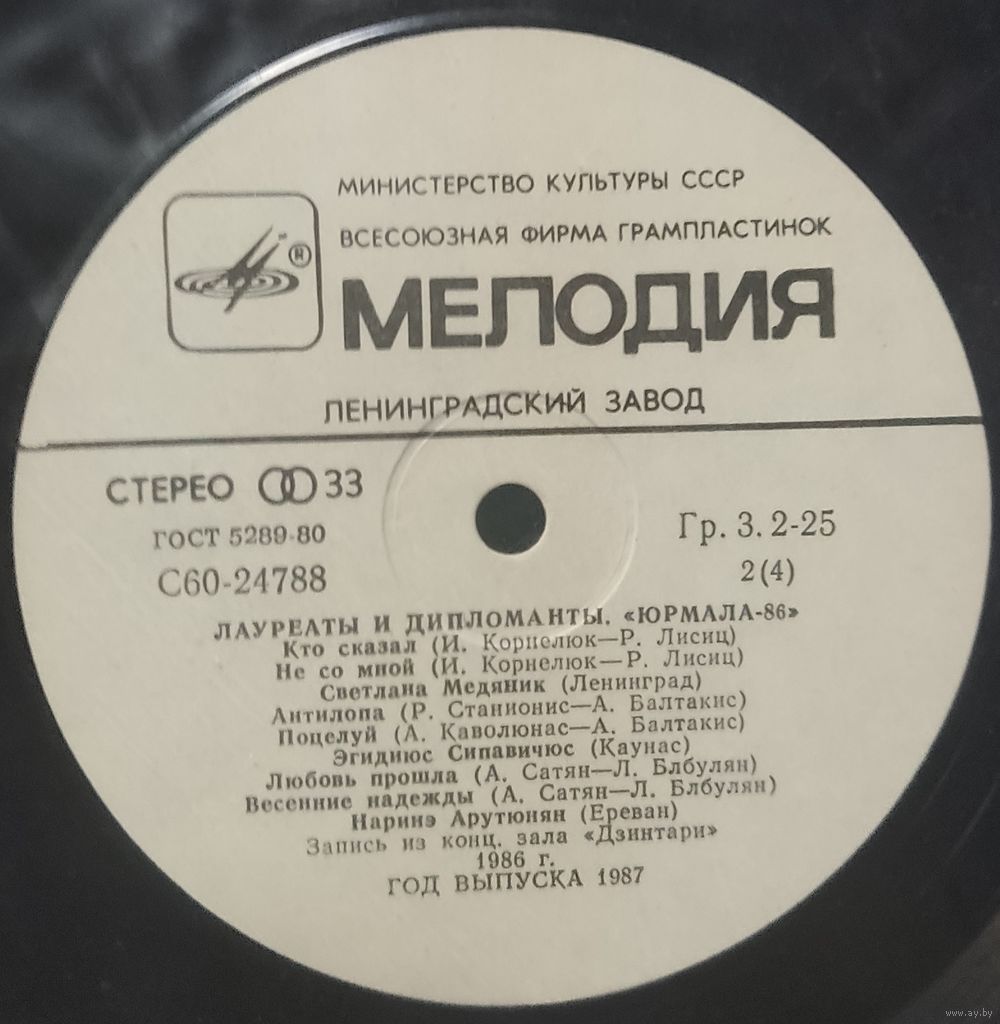 МИНИСТЕРСТВО КУЛЬТУРЫ СССР
ВСЕСОЮЗНАЯ ФИРМА ГРАМПЛАСТИНОК
®
МЕЛОДИЯ
ЛЕНИНГРАДСКИЙ ЗАВОД
СТЕРЕО 33
ГОСТ 5289-80
С60-24788
Гр. 3. 2-25
2(4)
ЛАУРЕАТЫ И ДИПЛОМАНТЫ. «ЮРМАЛА-86»
Кто сказал (И. Корнелюк—Р. Лисиц)
Не со мной (И. Корнелюк—Р. Лисиц)
Светлана Медяник (Ленинград)
Антилопа (Р. Станионис—А. Балтакис)
Поцелуй (А. Каволюнас—А. Балтакис)
Эгидиюс Сипавичюс (Каунас)
Любовь прошла (А. Сатян—Л. Блбулян)
Весенние надежды (А. Сатян—Л. Блбулян)
Наринэ Арутюнян (Ереван)
Запись из конц. зала «Дзинтари»
1986 г.
ГОД ВЫПУСКА 1987
www.ay.by